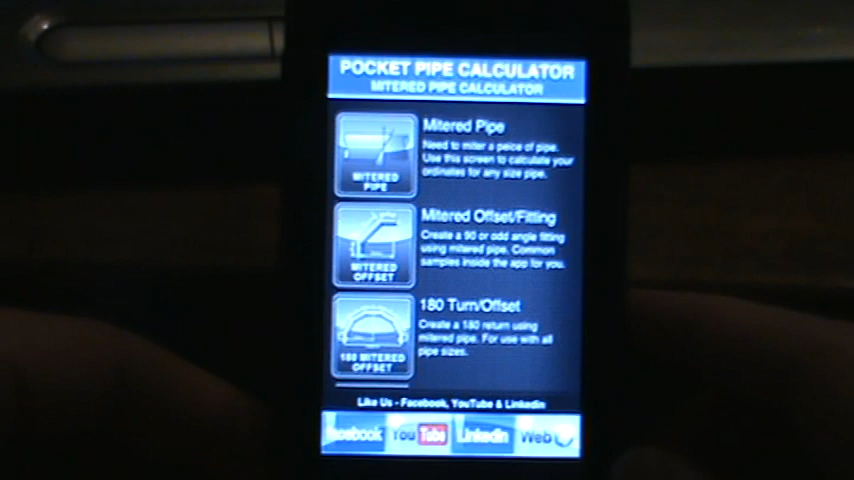 POCKET PIPE CALCULATOR
MITERED PIPE CALCULATOR
MITERED
PIPE
Mitered Pipe
Need to miter a peice of pipe.
Use this screen to calculate your
ordinates for any size pipe.
MITERED
OFFSET
Mitered Offset/Fitting
Create a 90 or odd angle fitting
using mitered pipe. Common
samples inside the app for you.
180 MITERED
OFFSET
180 Turn/Offset
Create a 180 return using
mitered pipe. For use with all
pipe sizes.
Like Us - Facebook, YouTube & Linkedin
facebook YouTube Linkedin Web